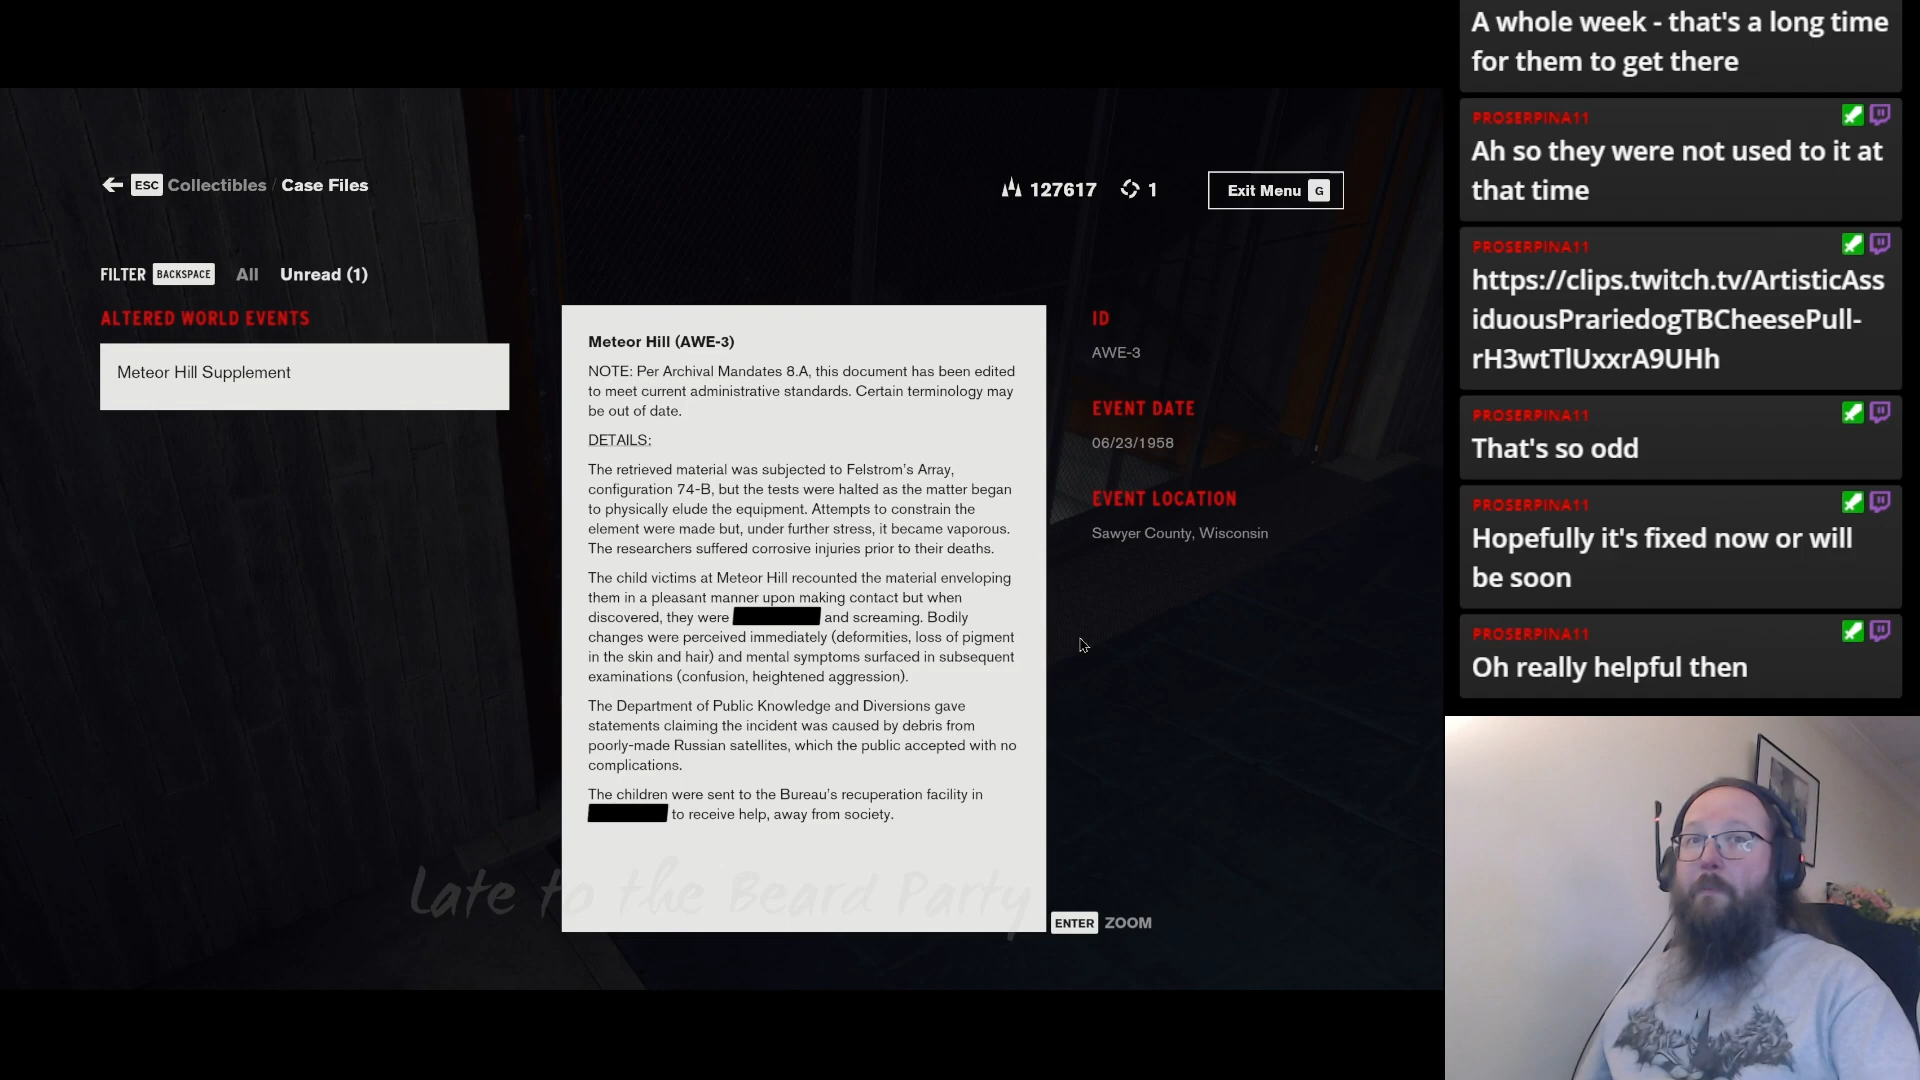 ESC Collectibles / Case Files
127617 1
Exit Menu G
FILTER BACKSPACE All Unread (1)
ALTERED WORLD EVENTS
Meteor Hill Supplement
Meteor Hill (AWE-3)
NOTE: Per Archival Mandates 8.A, this document has been edited
to meet current administrative standards. Certain terminology may
be out of date.
DETAILS:
The retrieved material was subjected to Felstrom's Array,
configuration 74-B, but the tests were halted as the matter began
to physically elude the equipment. Attempts to constrain the
element were made but, under further stress, it became vaporous.
The researchers suffered corrosive injuries prior to their deaths.
The child victims at Meteor Hill recounted the material enveloping
them in a pleasant manner upon making contact but when
discovered, they were and screaming. Bodily
changes were perceived immediately (deformities, loss of pigment
in the skin and hair) and mental symptoms surfaced in subsequent
examinations (confusion, heightened aggression).
The Department of Public Knowledge and Diversions gave
statements claiming the incident was caused by debris from
poorly-made Russian satellites, which the public accepted with no
complications.
The children were sent to the Bureau's recuperation facility in
to receive help, away from society.
Late to the Beard Party
ID
AWE-3
EVENT DATE
06/23/1958
EVENT LOCATION
Sawyer County, Wisconsin
ENTER ZOOM
A whole week - that's a long time
for them to get there
PROSERPINA11
Ah so they were not used to it at
that time
PROSERPINA11
https://clips.twitch.tv/ArtisticAss
iduousPrariedogTBCheesePull-
rH3wtTlUxxrA9UHh
PROSERPINA11
That's so odd
PROSERPINA11
Hopefully it's fixed now or will
be soon
PROSERPINA11
Oh really helpful then